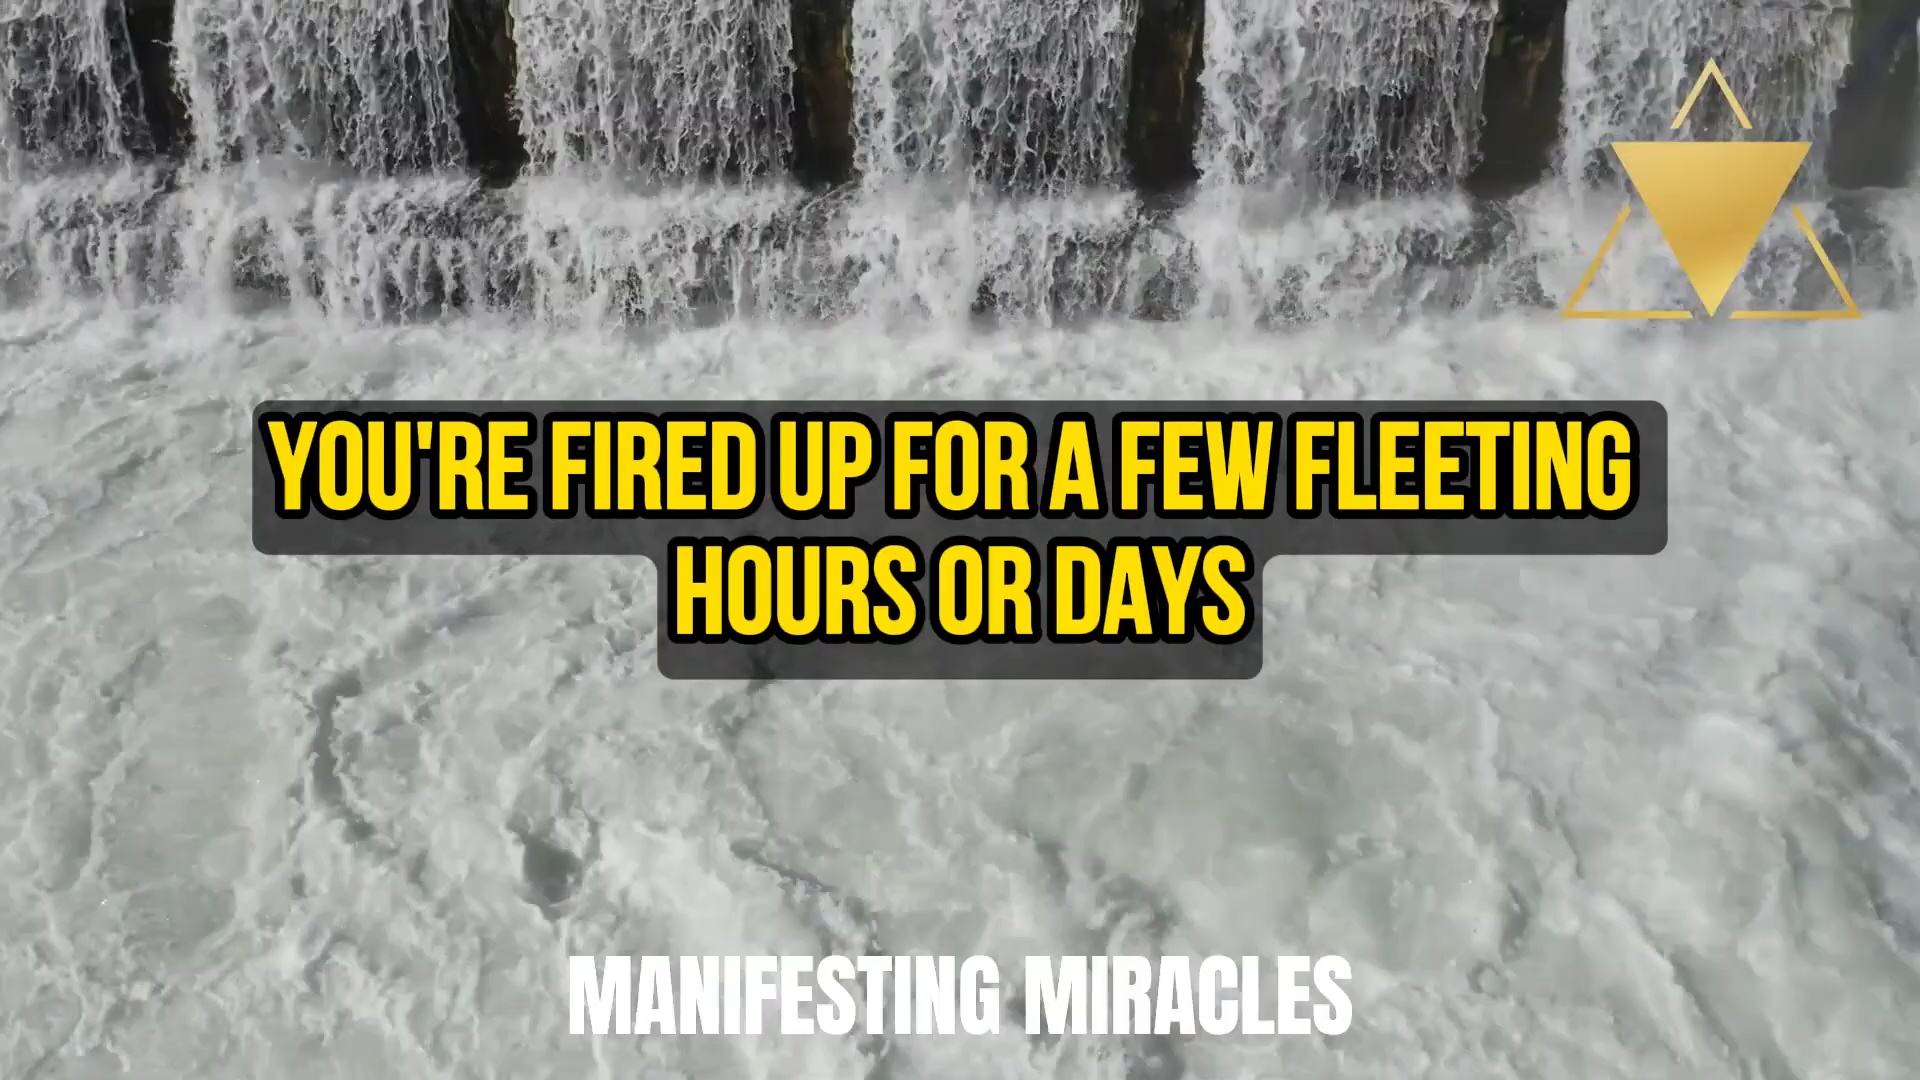 YOU'RE FIRED UP FOR A FEW FLEETING
HOURS OR DAYS
MANIFESTING MIRACLES